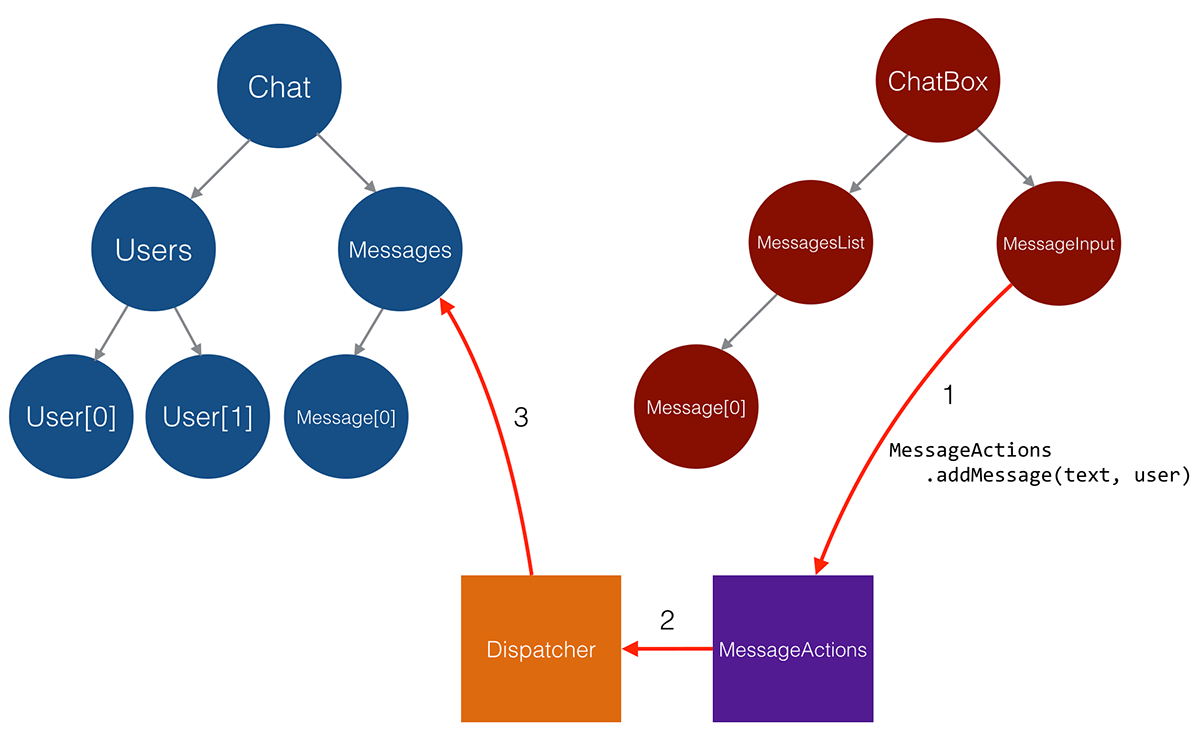 Chat
ChatBox
Users
Messages
MessagesList
MessageInput
User[0]
User[1]
Message[0]
Message[0]
3
1
MessageActions
.addMessage(text, user)
2
Dispatcher
MessageActions